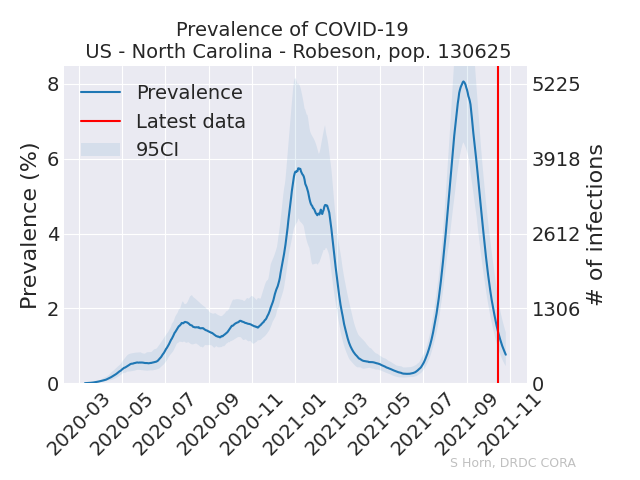 Prevalence of COVID-19
US - North Carolina - Robeson, pop. 130625
Prevalence
Latest data
95CI
Prevalence (%)
8
6
4
2
0
5225
3918
2612
1306
0
# of infections
2020-03
2020-05
2020-07
2020-09
2020-11
2021-01
2021-03
2021-05
2021-07
2021-09
2021-11
S Horn, DRDC CORA